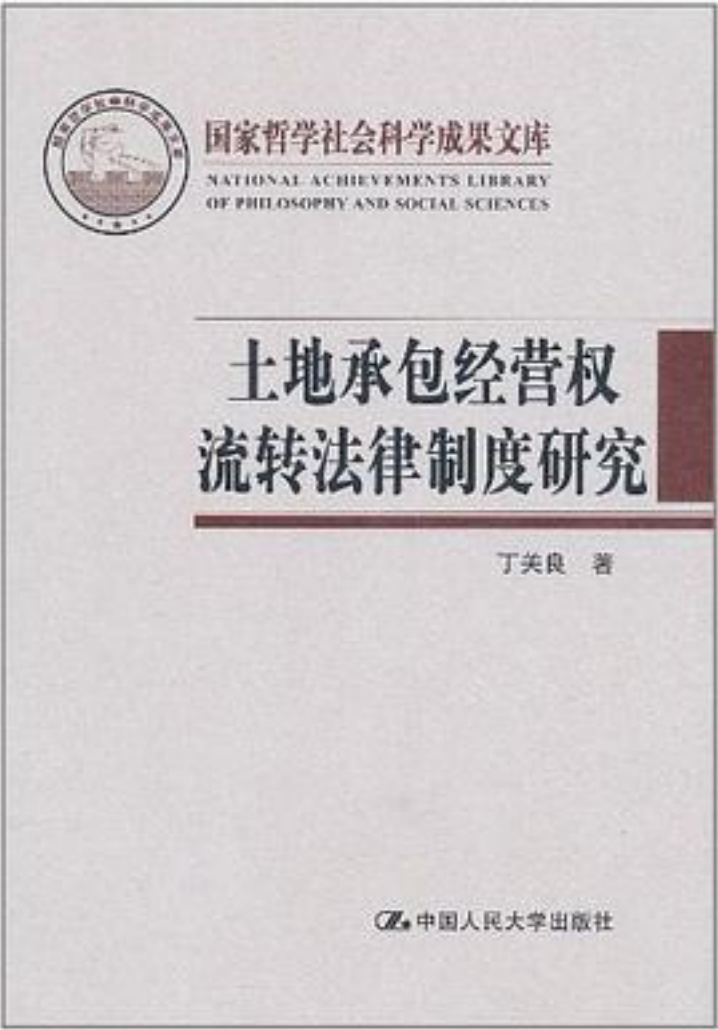 国家哲学社会科学成果文库
NATIONAL ACHIEVEMENTS LIBRARY
OF PHILOSOPHY AND SOCIAL SCIENCES
土地承包经营权
流转法律制度研究
丁关良 著
中国人民大学出版社